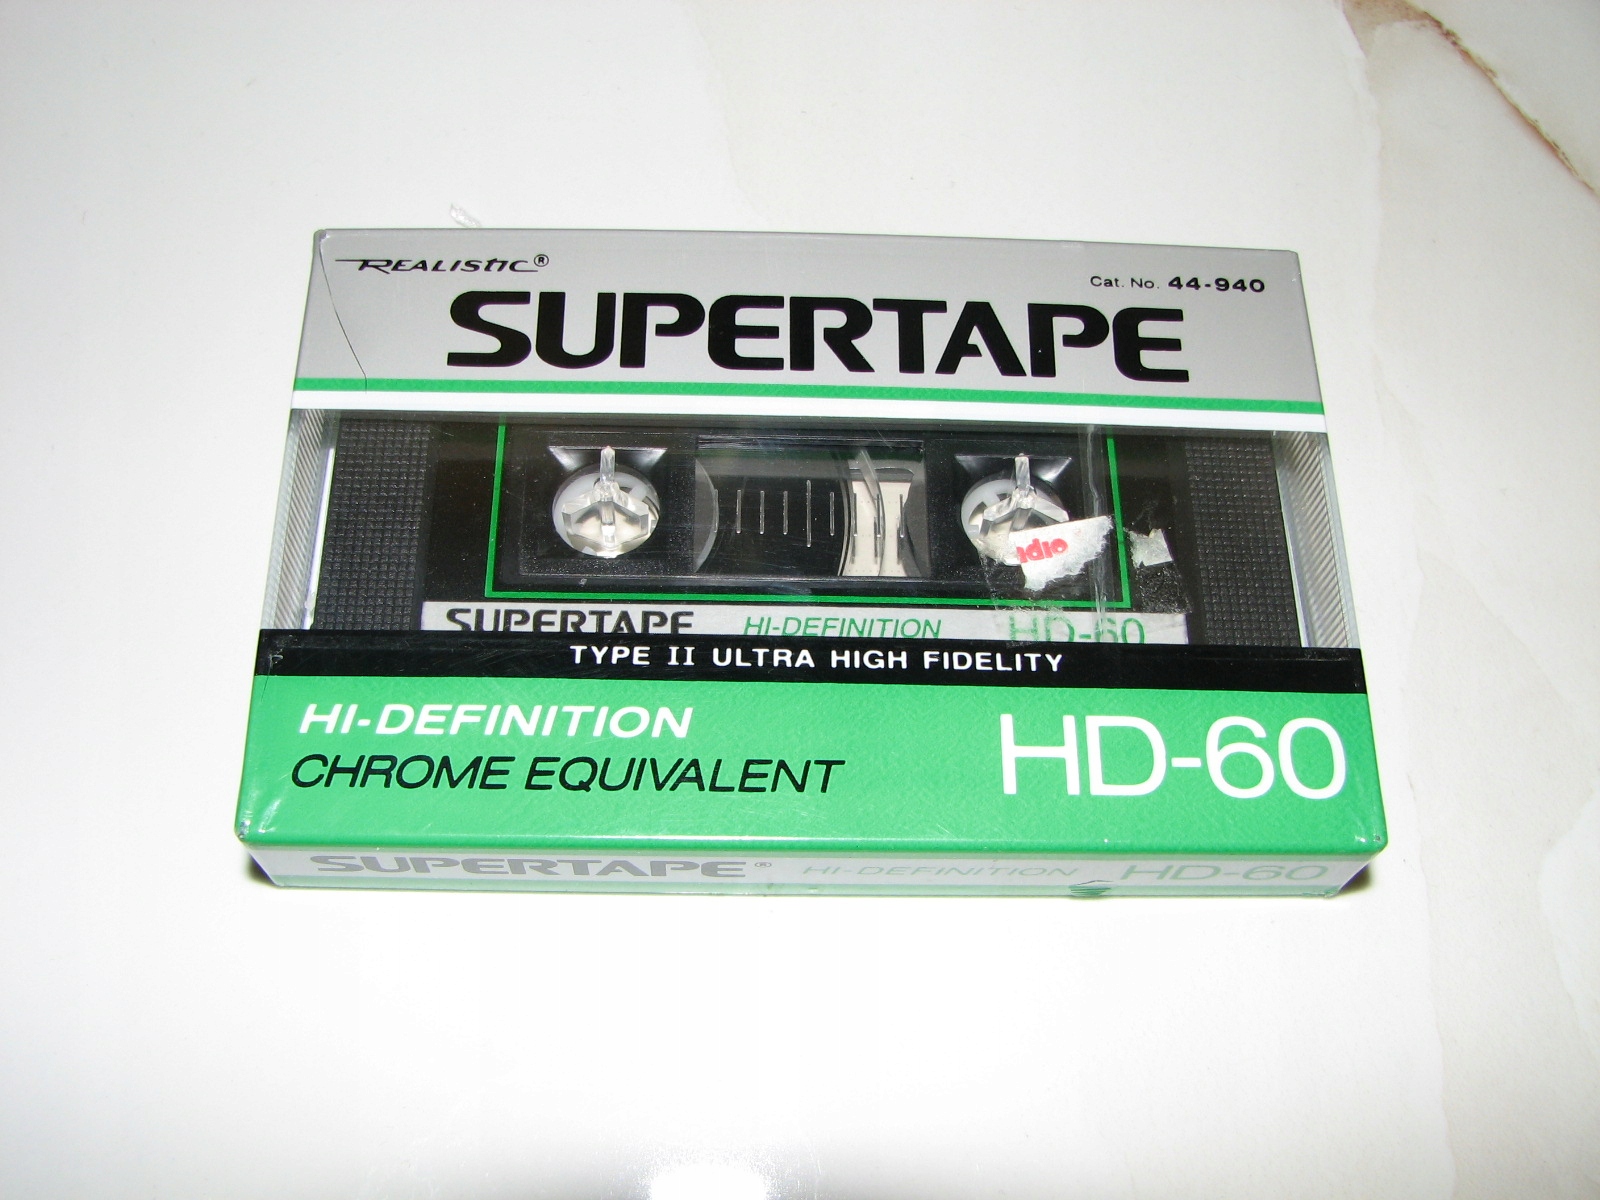 REALISTIC®
Cat. No. 44-940
SUPERTAPE
SUPERTAPE HI-DEFINITION HD-60
TYPE II ULTRA HIGH FIDELITY
HI-DEFINITION
CHROME EQUIVALENT
HD-60
SUPERTAPE® HI-DEFINITION HD-60